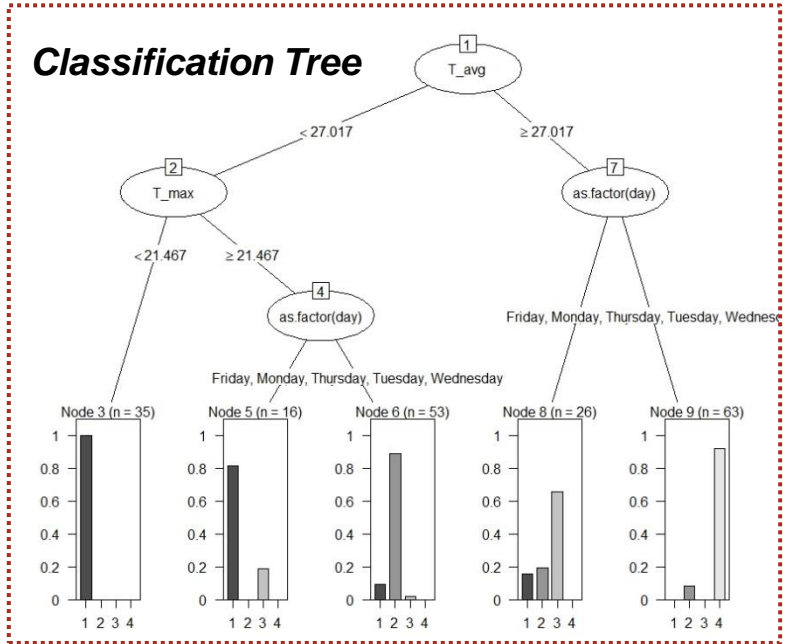 Classification Tree
1
T_avg
< 27.017
≥ 27.017
2
T_max
7
as.factor(day)
< 21.467
≥ 21.467
4
as.factor(day)
Friday, Monday, Thursday, Tuesday, Wednesday
Friday, Monday, Thursday, Tuesday, Wednesd
Node 3 (n = 35)
1
0.8
0.6
0.4
0.2
0
1 2 3 4
Node 5 (n = 16)
1
0.8
0.6
0.4
0.2
0
1 2 3 4
Node 6 (n = 53)
1
0.8
0.6
0.4
0.2
0
1 2 3 4
Node 8 (n = 26)
1
0.8
0.6
0.4
0.2
0
1 2 3 4
Node 9 (n = 63)
1
0.8
0.6
0.4
0.2
0
1 2 3 4